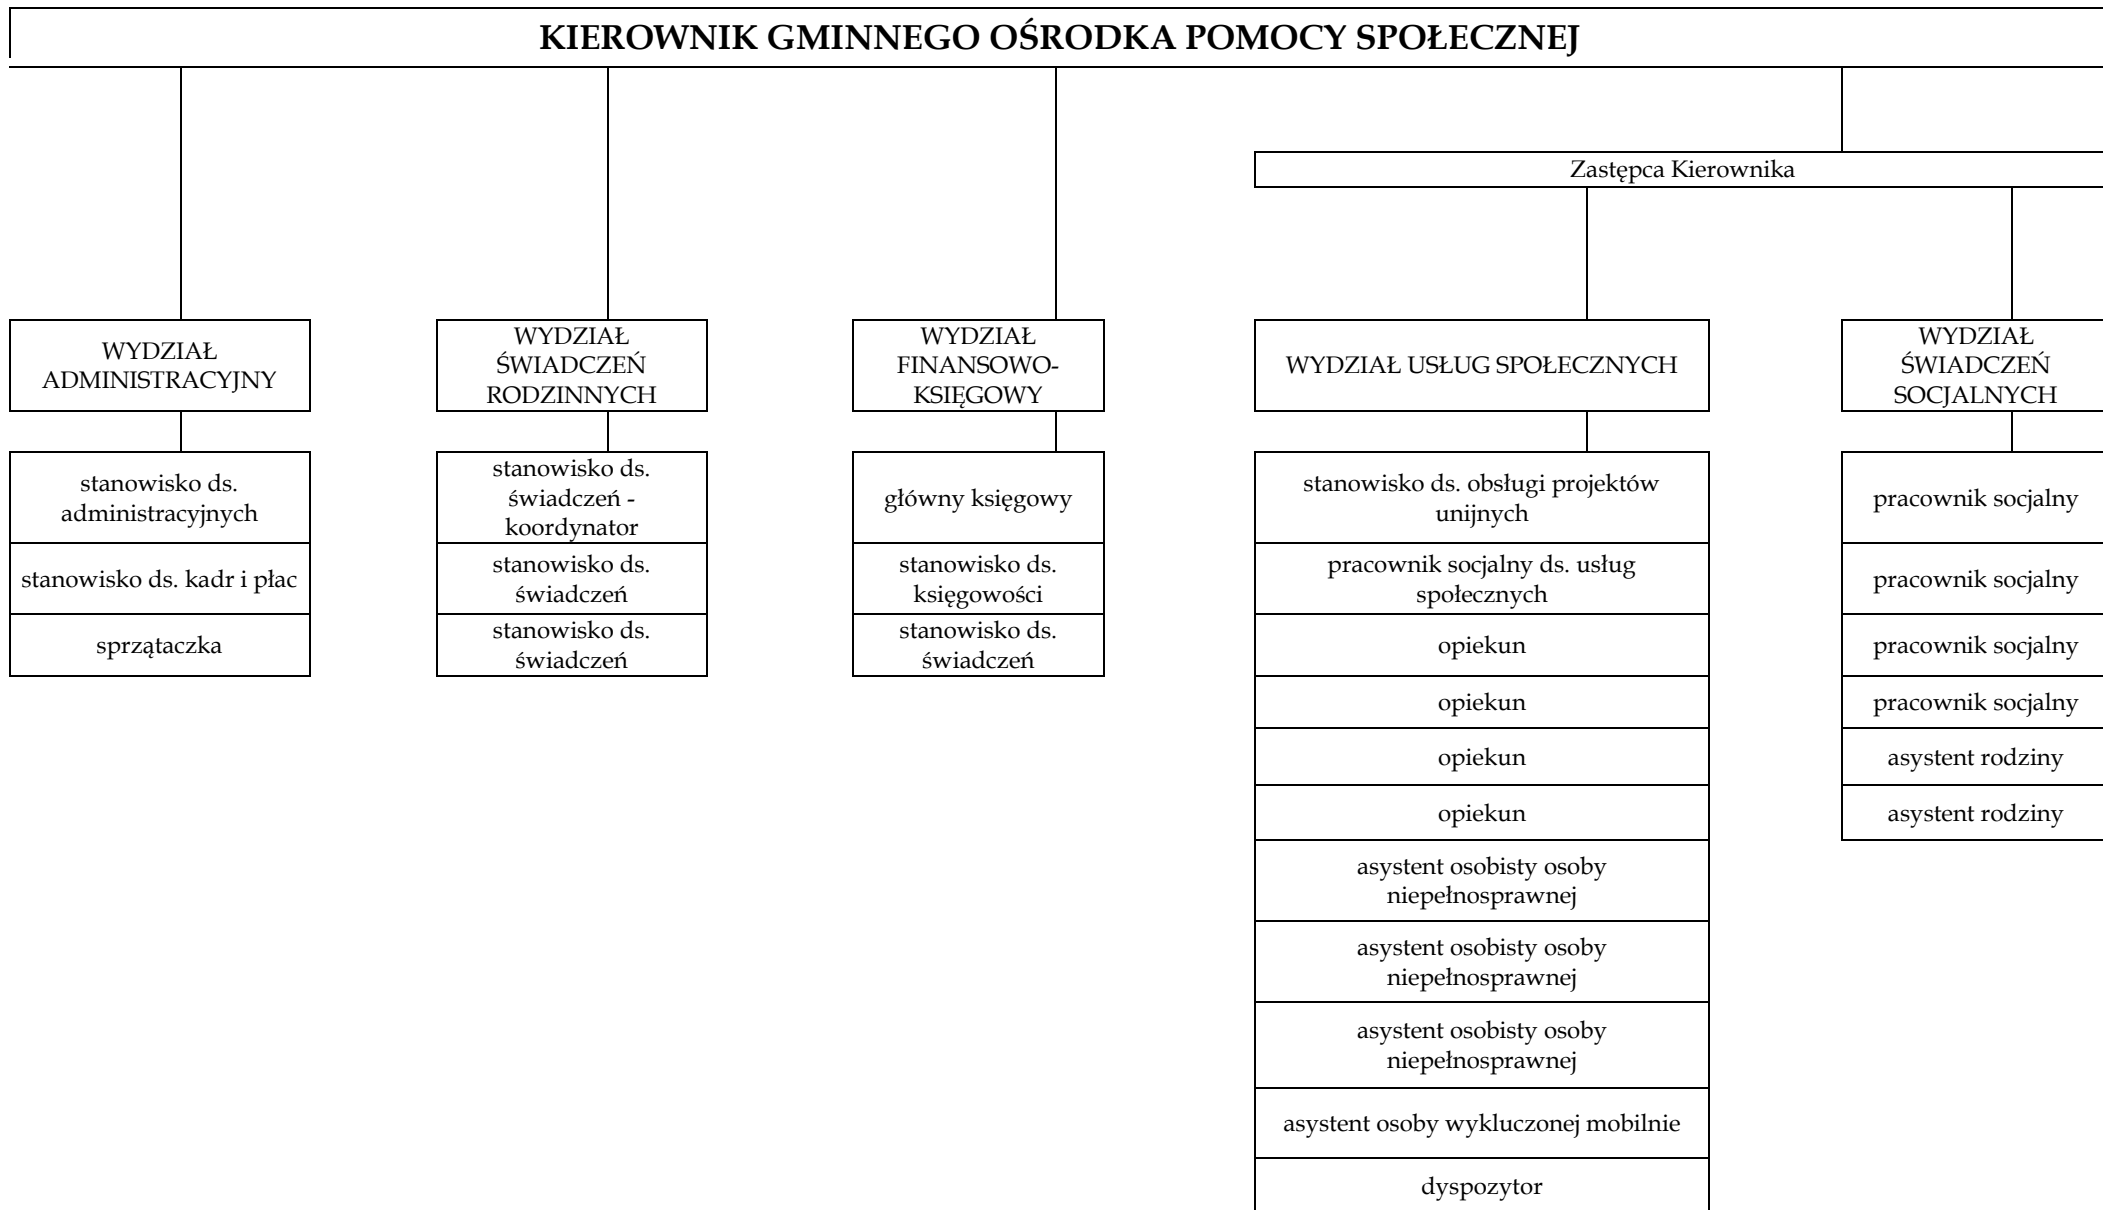 KIEROWNIK GMINNEGO OŚRODKA POMOCY SPOŁECZNEJ
Zastępca Kierownika
WYDZIAŁ
ADMINISTRACYJNY
WYDZIAŁ
ŚWIADCZEŃ
RODZINNYCH
WYDZIAŁ
FINANSOWO-
KSIĘGOWY
WYDZIAŁ USŁUG SPOŁECZNYCH
WYDZIAŁ
ŚWIADCZEŃ
SOCJALNYCH
stanowisko ds.
administracyjnych
stanowisko ds. kadr i płac
sprzątaczka
stanowisko ds.
świadczeń -
koordynator
stanowisko ds.
świadczeń
stanowisko ds.
świadczeń
główny księgowy
stanowisko ds.
księgowości
stanowisko ds.
świadczeń
stanowisko ds. obsługi projektów
unijnych
pracownik socjalny ds. usług
społecznych
opiekun
opiekun
opiekun
opiekun
asystent osobisty osoby
niepełnosprawnej
asystent osobisty osoby
niepełnosprawnej
asystent osobisty osoby
niepełnosprawnej
asystent osoby wykluczonej mobilnie
dyspozytor
pracownik socjalny
pracownik socjalny
pracownik socjalny
pracownik socjalny
asystent rodziny
asystent rodziny